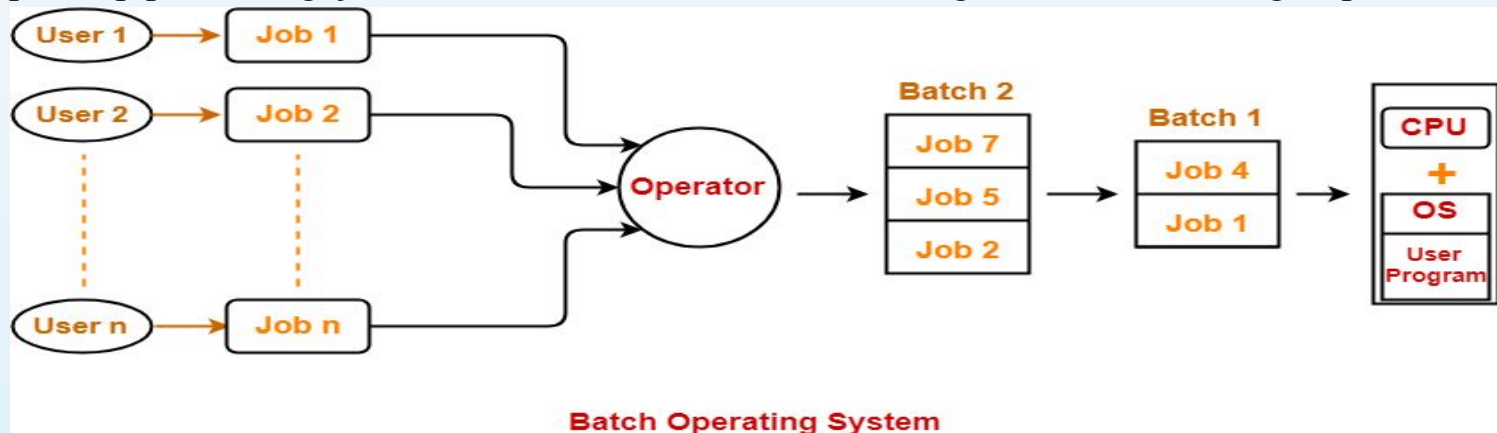 User 1
Job 1
User 2
Job 2
User n
Job n
Operator
Batch 2
Job 7
Job 5
Job 2
Batch 1
Job 4
Job 1
CPU
+
OS
User
Program
Batch Operating System